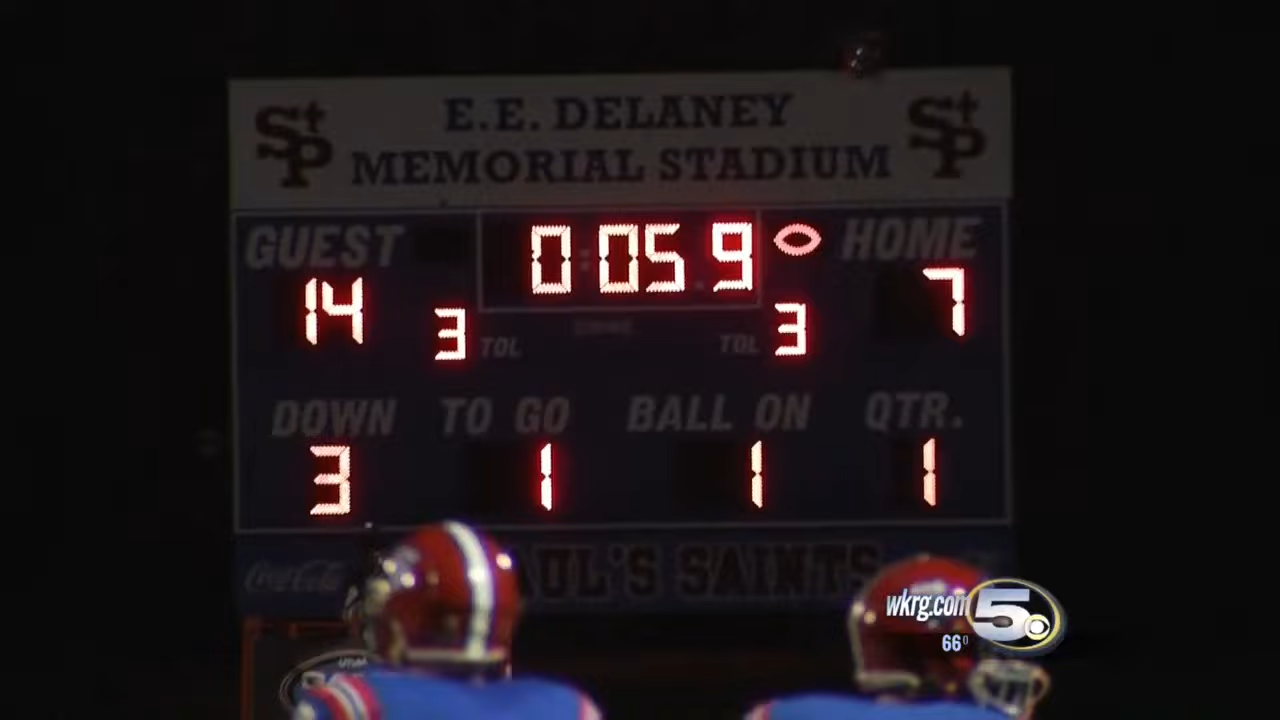 StP
E.E. DELANEY
MEMORIAL STADIUM
StP
GUEST
0:05.9
HOME
14
3 TOL
TOL 3
7
DOWN
TO GO
BALL ON
QTR.
3
1
1
1
Coca-Cola
AUL'S SAINTS
wkrg.com 5
66°